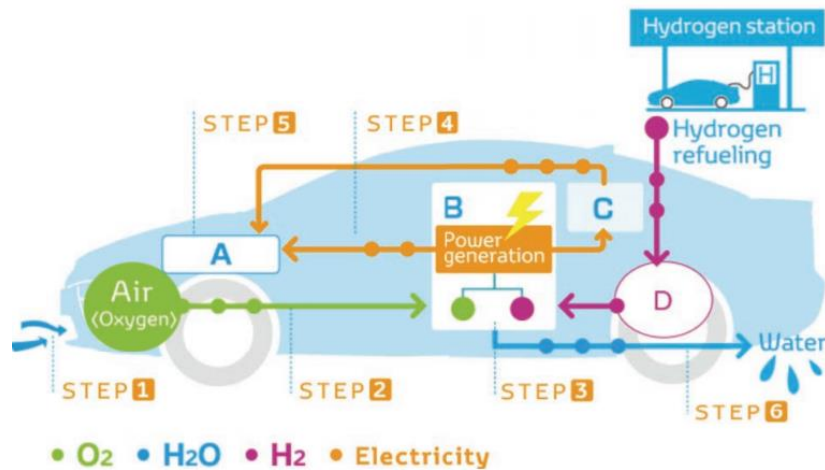 Hydrogen station
H
STEP 5
STEP 4
Hydrogen
refueling
B
C
A
Power
generation
Air
(Oxygen)
D
Water
STEP 1
STEP 2
STEP 3
STEP 6
• O2 • H2O • H2 • Electricity